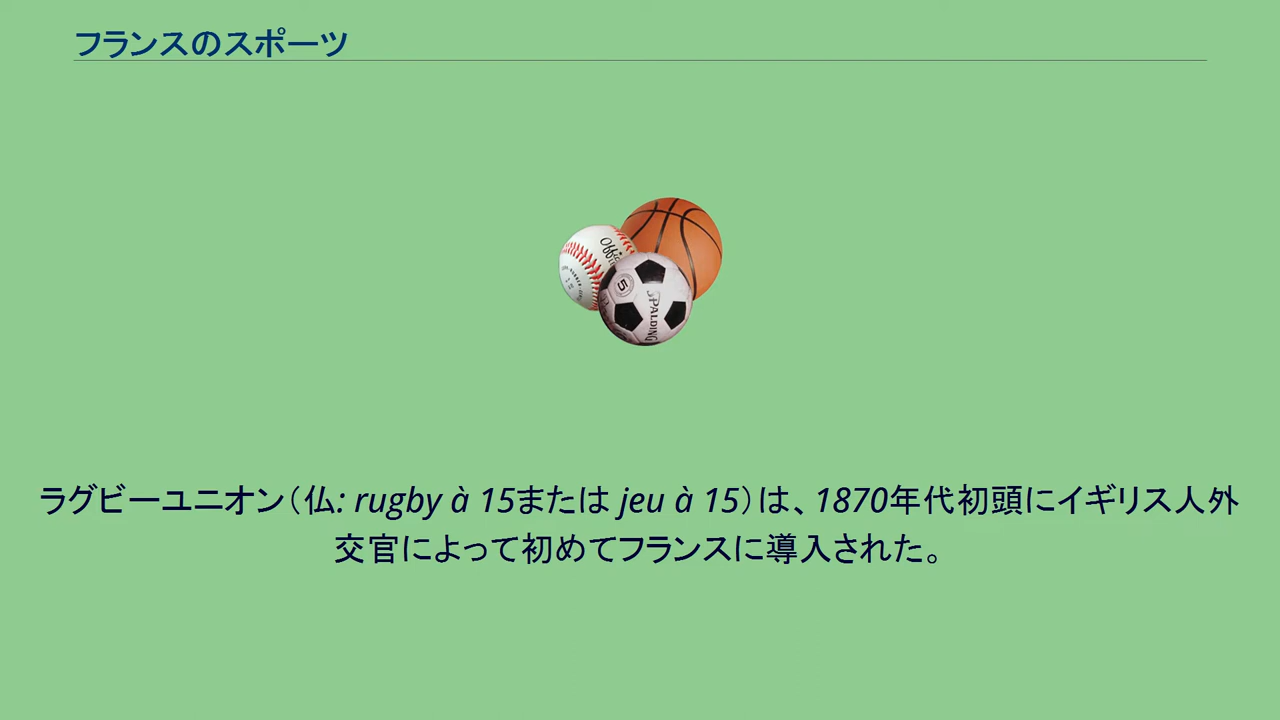 フランスのスポーツ
Offi
5
SPALDING
ラグビーユニオン（仏: rugby à 15または jeu à 15）は、1870年代初頭にイギリス人外
交官によって初めてフランスに導入された。